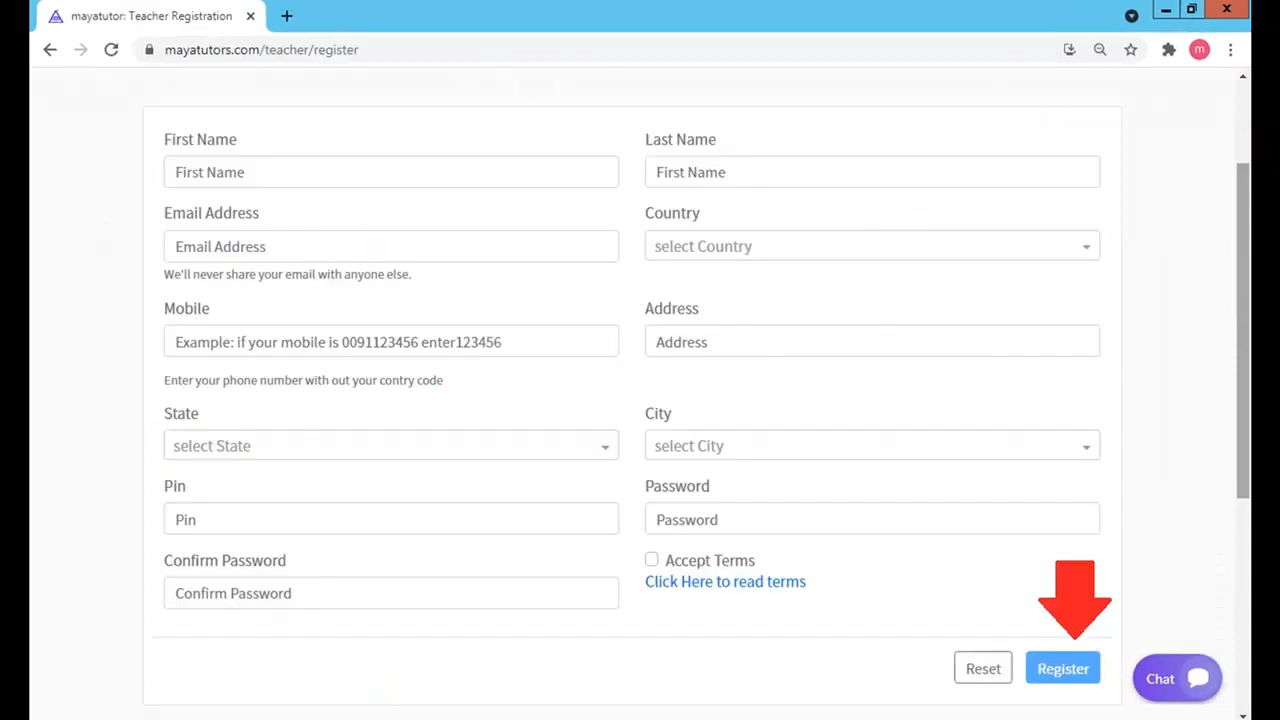 mayatutor: Teacher Registration
mayatutors.com/teacher/register
m
First Name
Last Name
First Name
First Name
Email Address
Country
Email Address
select Country
We'll never share your email with anyone else.
Mobile
Address
Example: if your mobile is 0091123456 enter123456
Address
Enter your phone number with out your contry code
State
City
select State
select City
Pin
Password
Pin
Password
Confirm Password
Accept Terms
Click Here to read terms
Confirm Password
Reset
Register
Chat